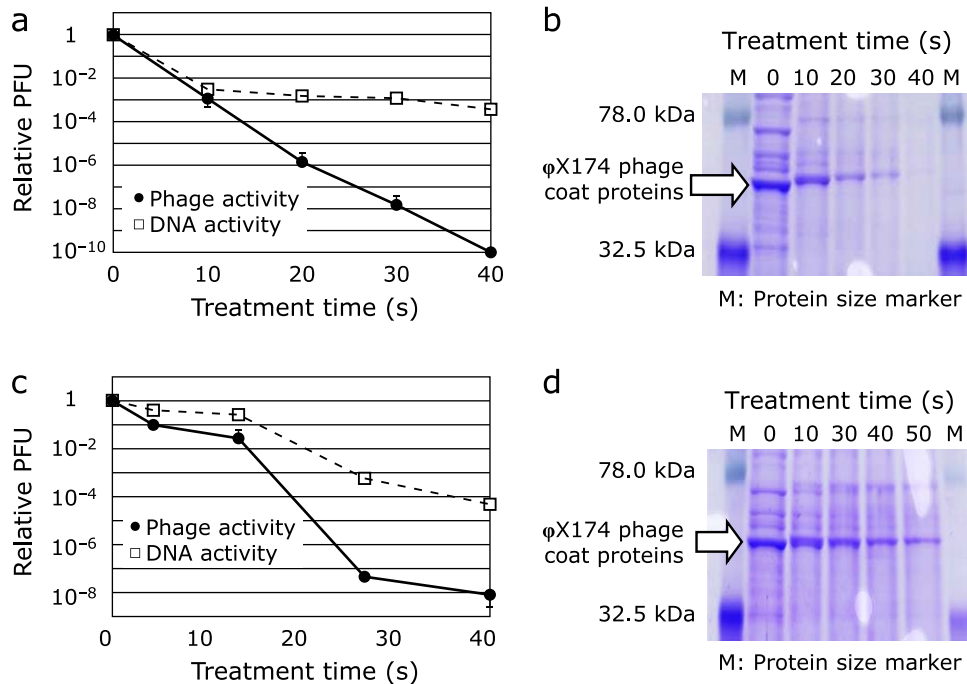 a
1
10⁻²
10⁻⁴
10⁻⁶
10⁻⁸
10⁻¹⁰
Relative PFU
Phage activity
DNA activity
0 10 20 30 40
Treatment time (s)
b
Treatment time (s)
M 0 10 20 30 40 M
78.0 kDa
φX174 phage
coat proteins
32.5 kDa
M: Protein size marker
c
1
10⁻²
10⁻⁴
10⁻⁶
10⁻⁸
Relative PFU
Phage activity
DNA activity
0 10 20 30 40
Treatment time (s)
d
Treatment time (s)
M 0 10 30 40 50 M
78.0 kDa
φX174 phage
coat proteins
32.5 kDa
M: Protein size marker